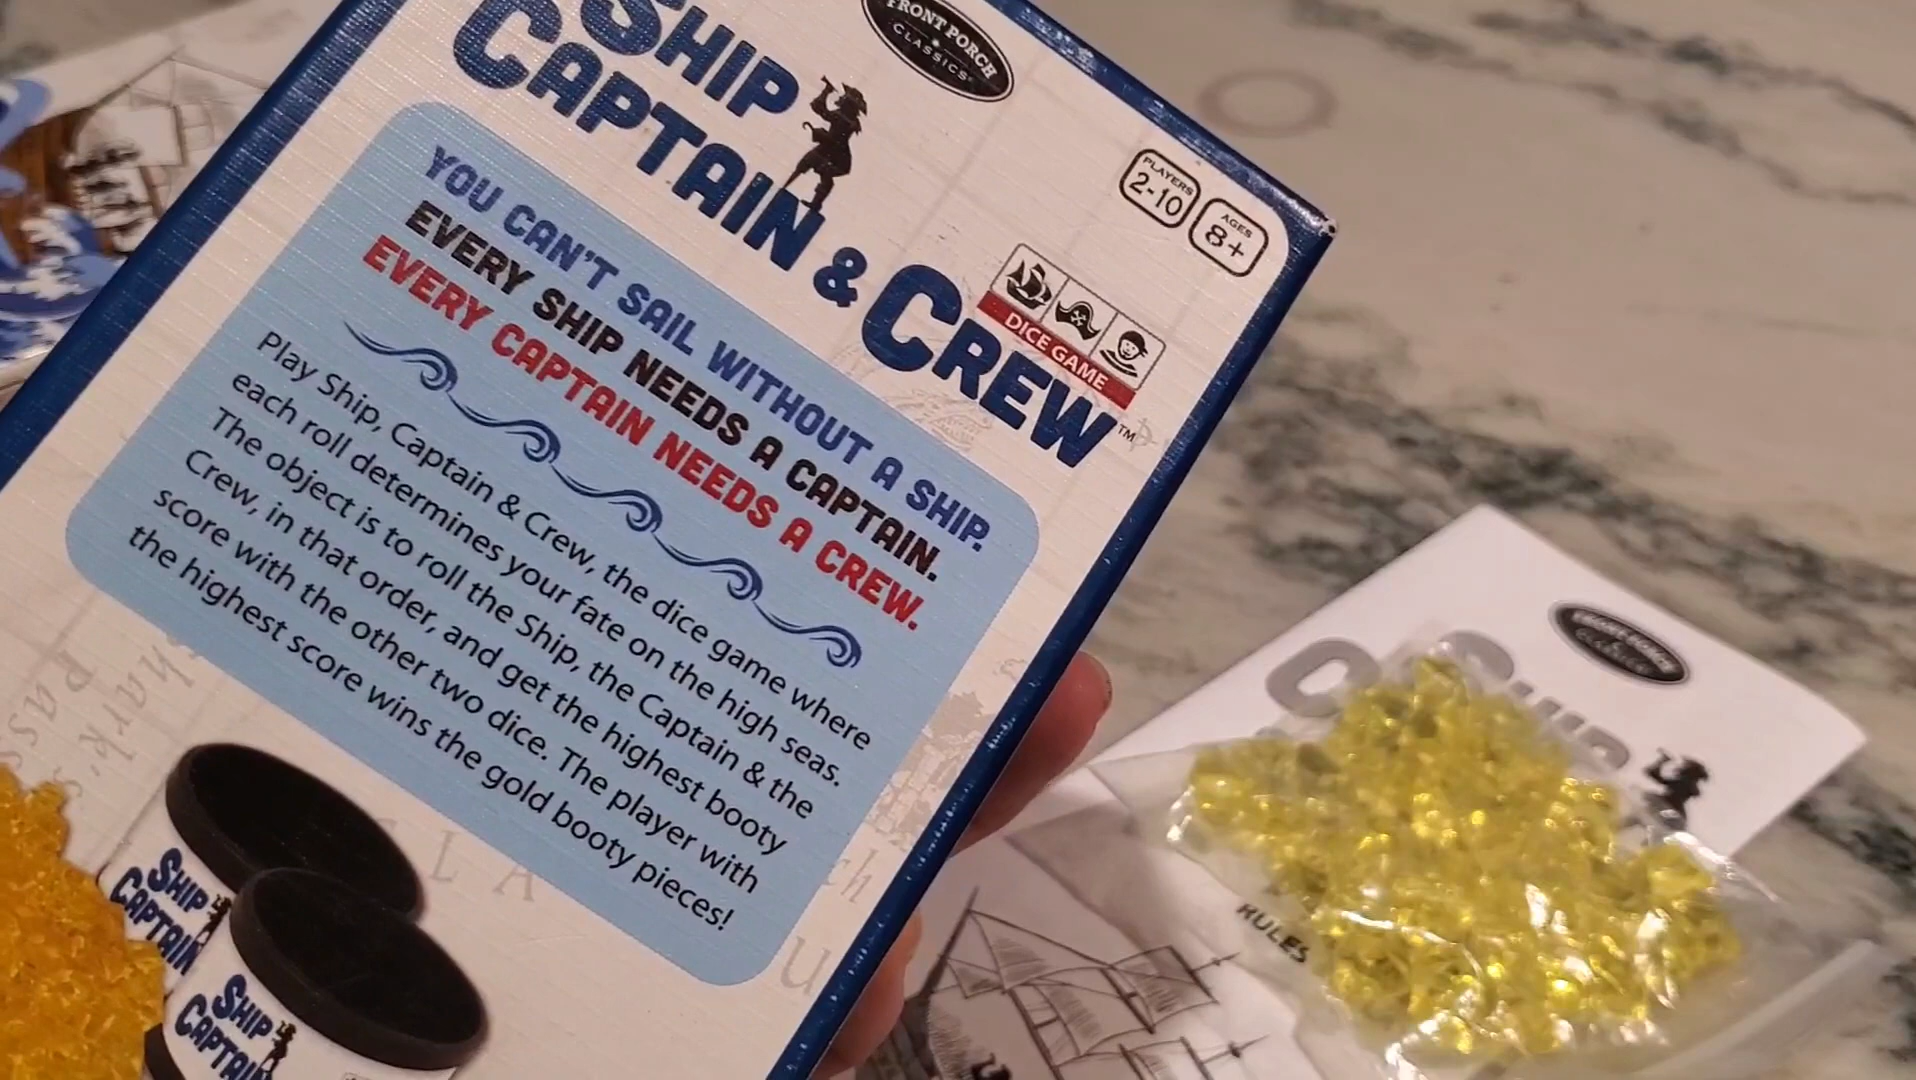 SHIP
CAPTAIN
& CREW™
FRONT PORCH
CLASSICS
PLAYERS
2-10
AGES
8+
DICE GAME
YOU CAN'T SAIL WITHOUT A SHIP.
EVERY SHIP NEEDS A CAPTAIN.
EVERY CAPTAIN NEEDS A CREW.
Play Ship, Captain & Crew, the dice game where
each roll determines your fate on the high seas.
The object is to roll the Ship, the Captain & the
Crew, in that order, and get the highest booty
score with the other two dice. The player with
the highest score wins the gold booty pieces!
SHIP
CAPTAIN
SHIP
CAPTAIN
SHIP
RULES